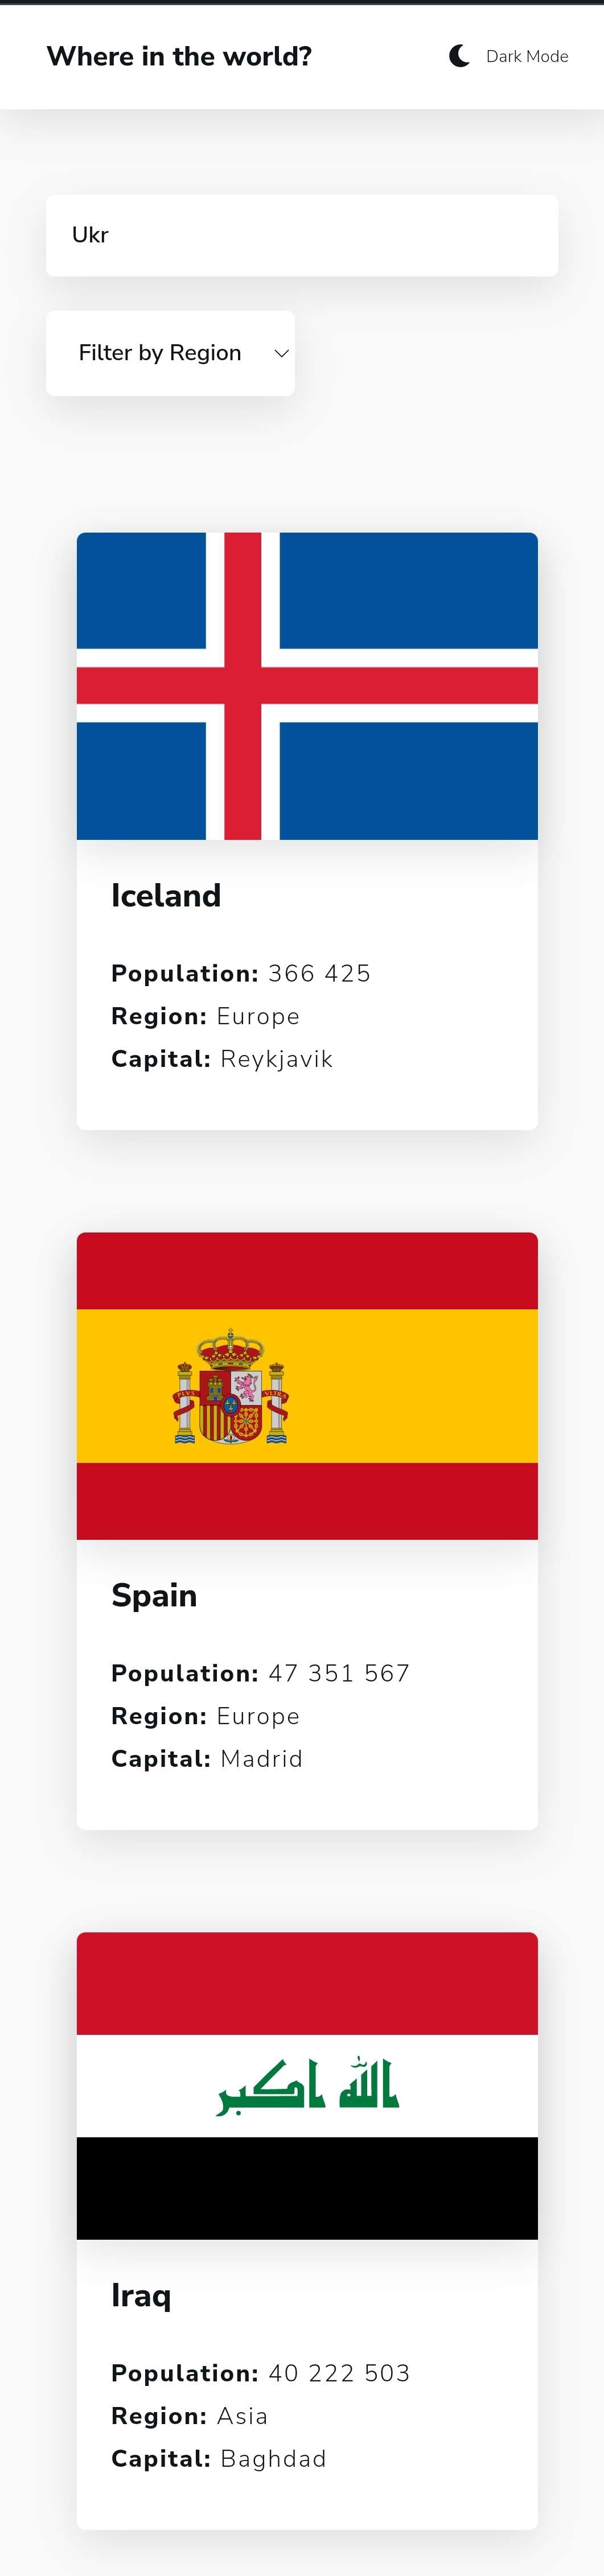 Where in the world?
Dark Mode
Ukr
Filter by Region
Iceland
Population: 366 425
Region: Europe
Capital: Reykjavik
PLVS VLTRA
Spain
Population: 47 351 567
Region: Europe
Capital: Madrid
الله اكبر
Iraq
Population: 40 222 503
Region: Asia
Capital: Baghdad